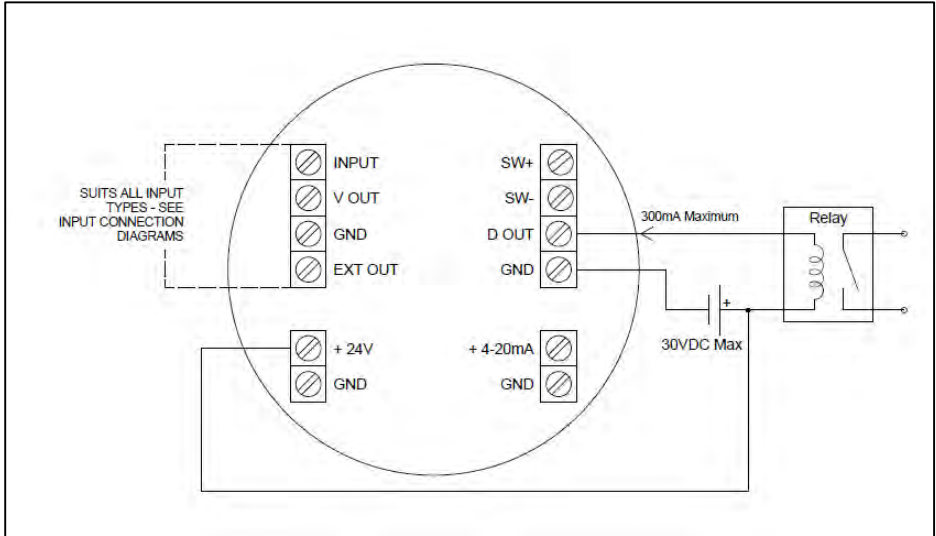 SUITS ALL INPUT
TYPES - SEE
INPUT CONNECTION
DIAGRAMS
INPUT
V OUT
GND
EXT OUT
+ 24V
GND
SW+
SW-
D OUT
GND
+ 4-20mA
GND
300mA Maximum
Relay
+
30VDC Max